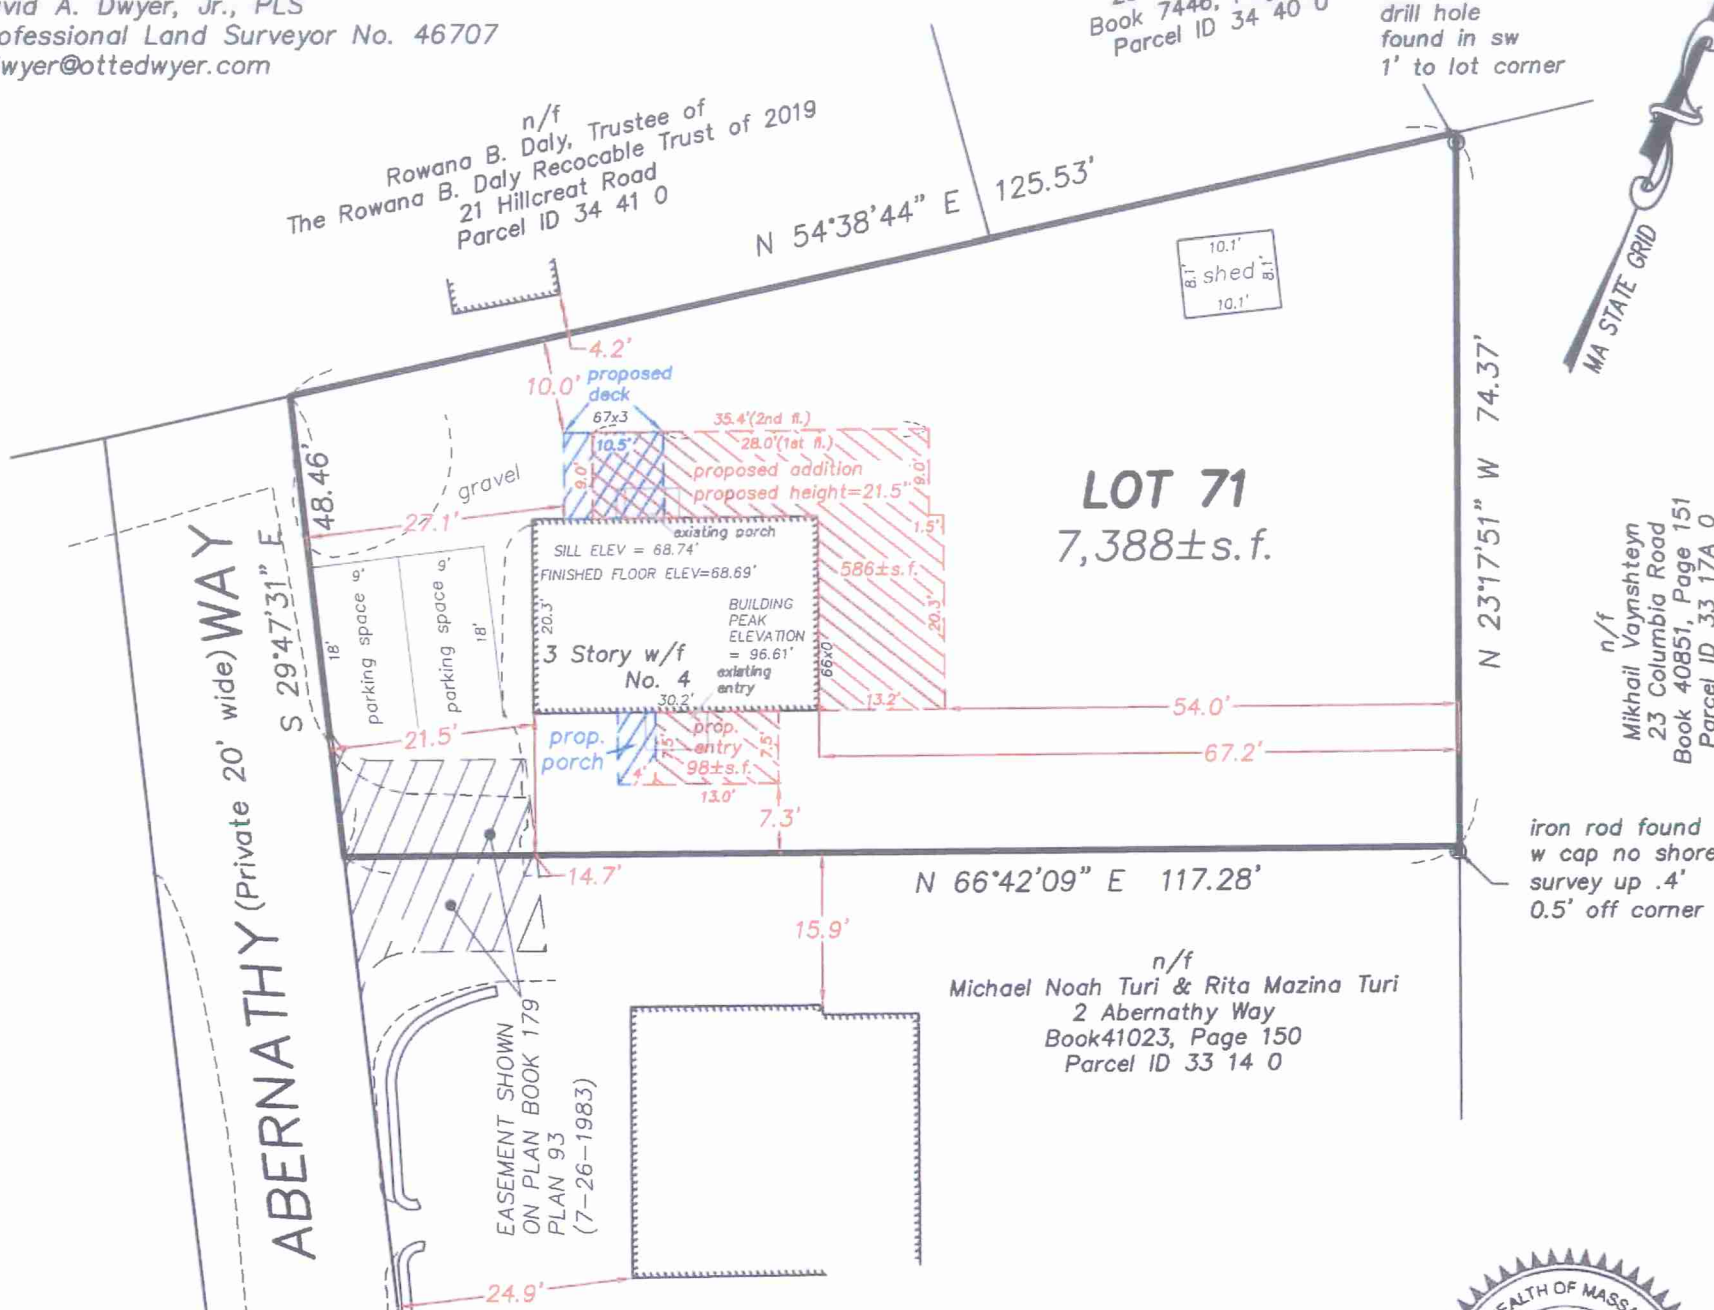 vid A. Dwyer, Jr., PLS
ofessional Land Surveyor No. 46707
wyer@ottedwyer.com
Book 7446,
Parcel ID 34 40 0
drill hole
found in sw
1' to lot corner
n/f
Rowana B. Daly, Trustee of
The Rowana B. Daly Recocable Trust of 2019
21 Hillcreat Road
Parcel ID 34 41 0
N 54°38'44" E 125.53'
MA STATE GRID
10.1'
8.1' shed 8.1'
10.1'
4.2'
10.0'
proposed
deck
67x3
35.4'(2nd fl.)
10.5'
28.0'(1st fl.)
9.0'
proposed addition
9.0'
proposed height=21.5"
gravel
48.46'
27.1'
S 29°47'31" E
LOT 71
7,388±s.f.
N 23°17'51" W 74.37'
existing porch
1.5'
SILL ELEV = 68.74'
FINISHED FLOOR ELEV=68.69'
586±s.f.
20.3'
BUILDING
PEAK
ELEVATION
= 96.61'
20.3'
66x0
3 Story w/f
No. 4
existing
entry
30.2'
13.2'
9'
9'
18'
parking space
parking space
18'
21.5'
54.0'
67.2'
prop.
porch
prop.
entry
98±s.f.
7.5'
7.5'
4'
13.0'
7.3'
14.7'
N 66°42'09" E 117.28'
15.9'
n/f
Mikhail Vaynshteyn
23 Columbia Road
Book 40851, Page 151
Parcel ID 33 17A 0
iron rod found
w cap no shore
survey up .4'
0.5' off corner
n/f
Michael Noah Turi & Rita Mazina Turi
2 Abernathy Way
Book41023, Page 150
Parcel ID 33 14 0
ABERNATHY (Private 20' wide) WAY
EASEMENT SHOWN
ON PLAN BOOK 179
PLAN 93
(7-26-1983)
24.9'
ALTH OF MASS